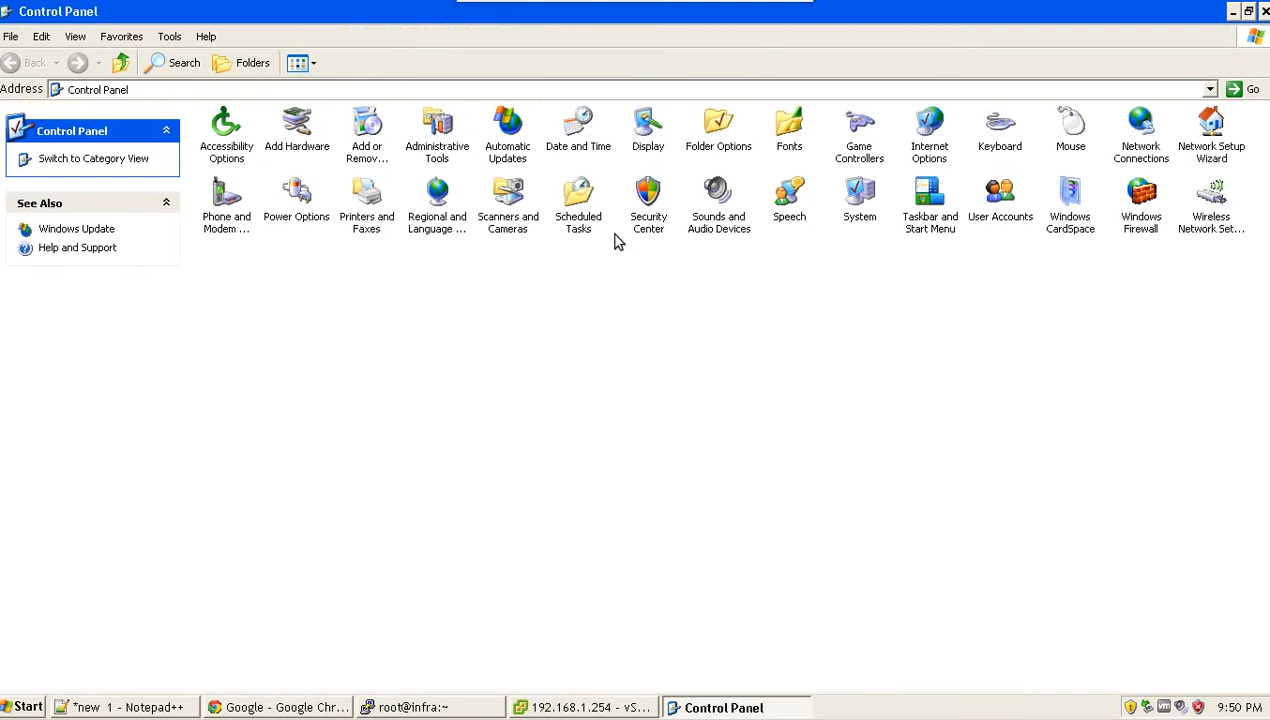 Control Panel
File Edit View Favorites Tools Help
Back Search Folders
Address Control Panel Go
Control Panel
Switch to Category View
See Also
Windows Update
Help and Support
Accessibility
Options
Add Hardware
Add or
Remov...
Administrative
Tools
Automatic
Updates
Date and Time
Display
Folder Options
Fonts
Game
Controllers
Internet
Options
Keyboard
Mouse
Network
Connections
Network Setup
Wizard
Phone and
Modem ...
Power Options
Printers and
Faxes
Regional and
Language ...
Scanners and
Cameras
Scheduled
Tasks
Security
Center
Sounds and
Audio Devices
Speech
System
Taskbar and
Start Menu
User Accounts
Windows
CardSpace
Windows
Firewall
Wireless
Network Set...
Start *new 1 - Notepad++ Google - Google Chr... root@infra:~ 192.168.1.254 - vS... Control Panel 9:50 PM